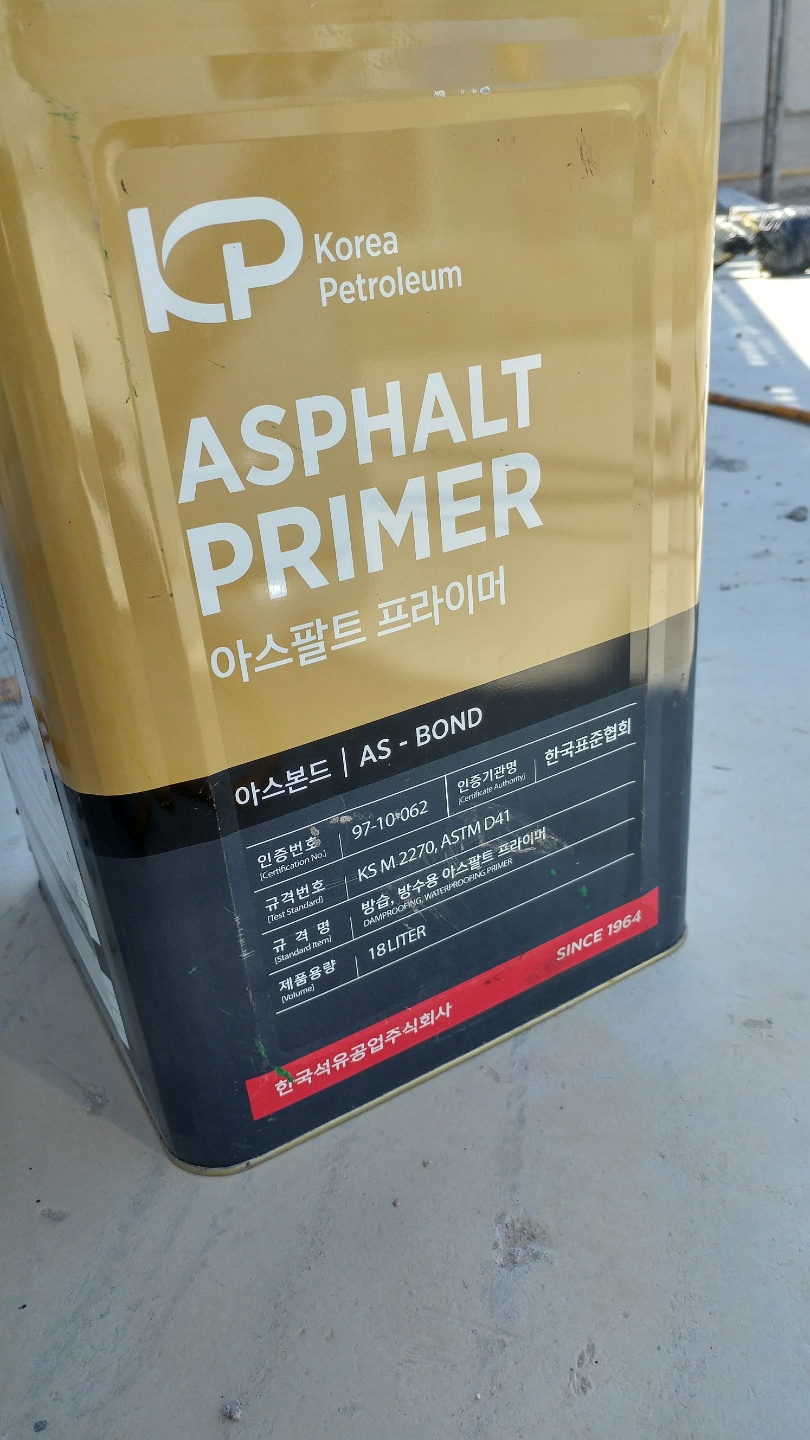 KP Korea
Petroleum
ASPHALT
PRIMER
아스팔트 프라이머
아스본드 | AS - BOND
인증번호 97-10-062 인증기관명 한국표준협회
[Certification No.] [Certificate Authority]
규격번호 KS M 2270, ASTM D41
[Test Standard]
규 격 명 방습, 방수용 아스팔트 프라이머
[Standard Item] DAMPROOFING, WATERPROOFING PRIMER
제품용량 18 LITER
[Volume]
한국석유공업주식회사 SINCE 1964